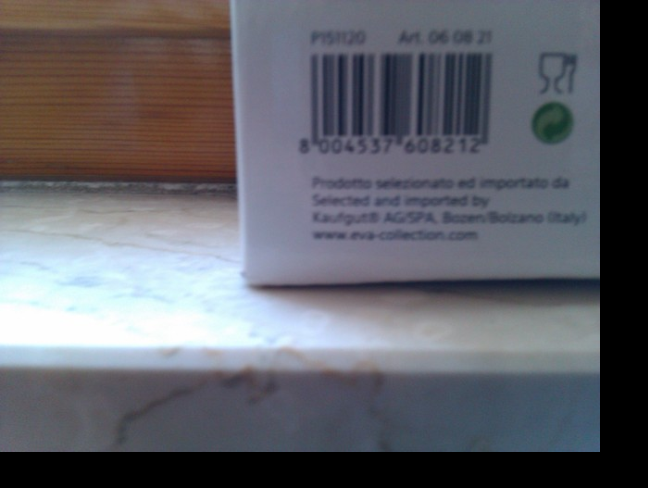 P151120 Art. 06 08 21
8 004537 608212
Prodotto selezionato ed importato da
Selected and imported by
Kaufgut® AG/SPA, Bozen/Bolzano (Italy)
www.eva-collection.com